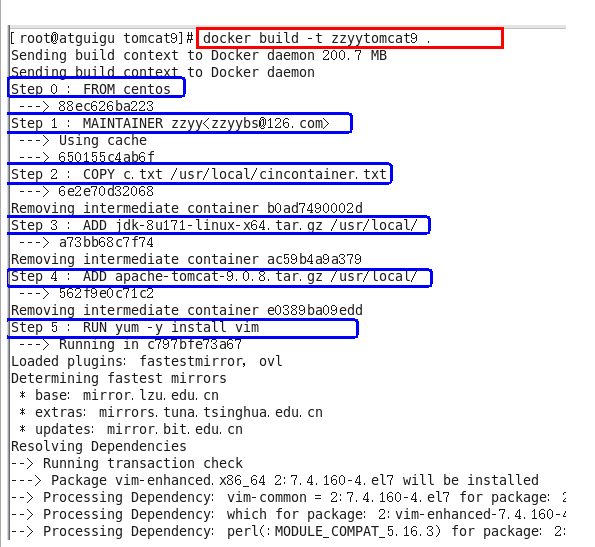 [root@atguigu tomcat9]# docker build -t zzyytomcat9 .
Sending build context to Docker daemon 200.7 MB
Sending build context to Docker daemon
Step 0 : FROM centos
---> 88ec626ba223
Step 1 : MAINTAINER zzyy<zzyybs@126.com>
---> Using cache
---> 650155c4ab6f
Step 2 : COPY c.txt /usr/local/cincontainer.txt
---> 6e2e70d32068
Removing intermediate container b0ad7490002d
Step 3 : ADD jdk-8u171-linux-x64.tar.gz /usr/local/
---> a73bb68c7f74
Removing intermediate container ac59b4a9a379
Step 4 : ADD apache-tomcat-9.0.8.tar.gz /usr/local/
---> 562f9e0c71c2
Removing intermediate container e0389ba09edd
Step 5 : RUN yum -y install vim
---> Running in c797bfe73a67
Loaded plugins: fastestmirror, ovl
Determining fastest mirrors
* base: mirror.lzu.edu.cn
* extras: mirrors.tuna.tsinghua.edu.cn
* updates: mirror.bit.edu.cn
Resolving Dependencies
--> Running transaction check
---> Package vim-enhanced.x86_64 2:7.4.160-4.el7 will be installed
--> Processing Dependency: vim-common = 2:7.4.160-4.el7 for package: 2
--> Processing Dependency: which for package: 2:vim-enhanced-7.4.160-4
--> Processing Dependency: perl(:MODULE_COMPAT_5.16.3) for package: 2: